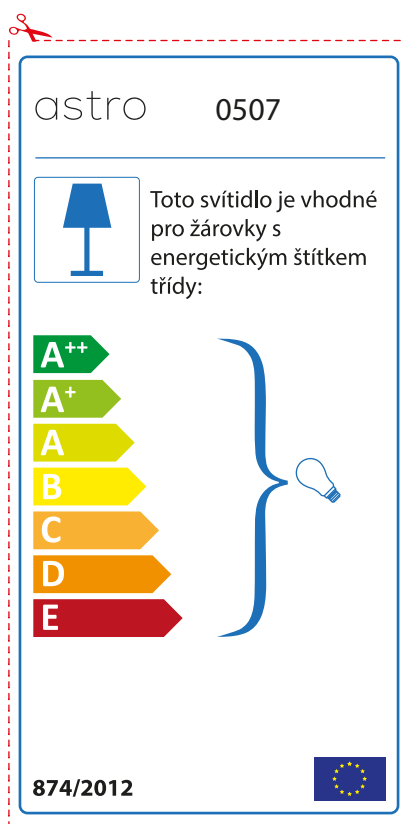 astro 0507
Toto svítidlo je vhodné
pro žárovky s
energetickým štítkem
třídy:
A++
A+
A
B
C
D
E
874/2012